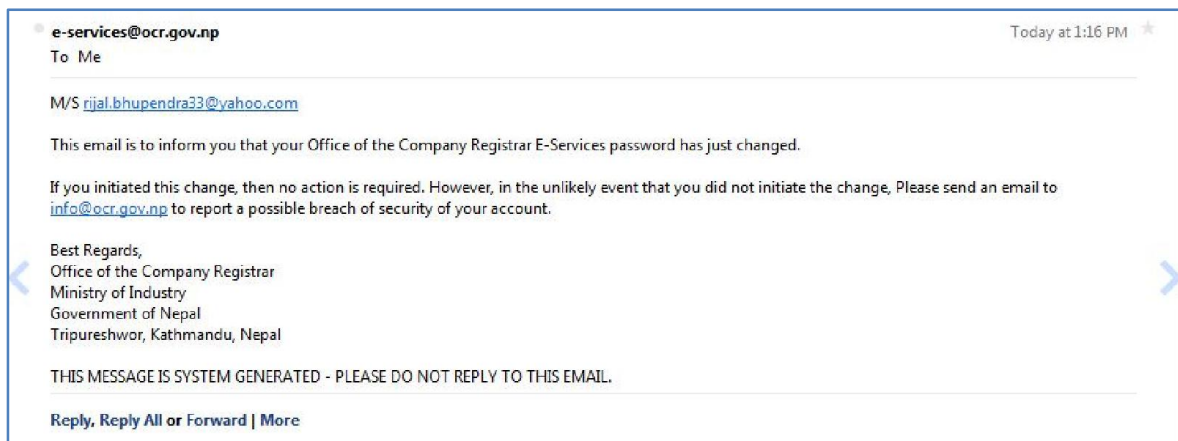 e-services@ocr.gov.np
Today at 1:16 PM
To Me
M/S rijal.bhupendra33@yahoo.com
This email is to inform you that your Office of the Company Registrar E-Services password has just changed.
If you initiated this change, then no action is required. However, in the unlikely event that you did not initiate the change, Please send an email to
info@ocr.gov.np to report a possible breach of security of your account.
Best Regards,
Office of the Company Registrar
Ministry of Industry
Government of Nepal
Tripureshwor, Kathmandu, Nepal
THIS MESSAGE IS SYSTEM GENERATED - PLEASE DO NOT REPLY TO THIS EMAIL.
Reply, Reply All or Forward | More